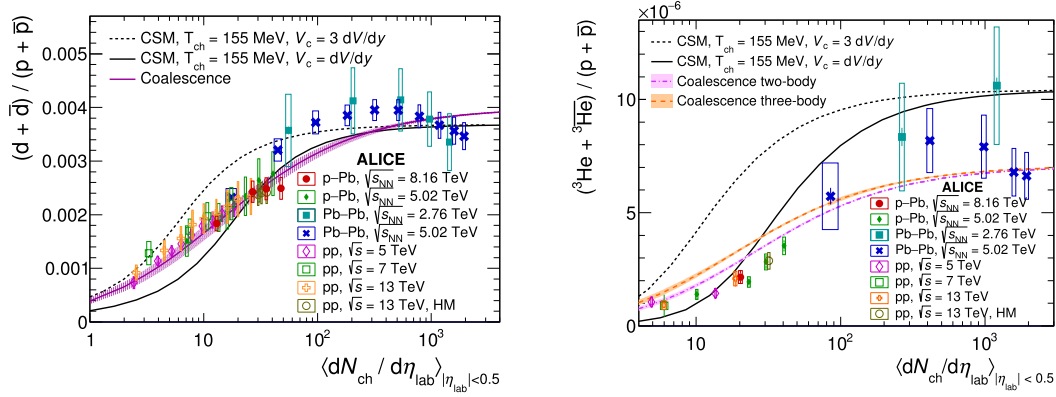 (d + d̅) / (p + p̅)
0.005
0.004
0.003
0.002
0.001
0
CSM, T_ch = 155 MeV, V_c = 3 dV/dy
CSM, T_ch = 155 MeV, V_c = dV/dy
Coalescence
ALICE
p–Pb, √s_NN = 8.16 TeV
p–Pb, √s_NN = 5.02 TeV
Pb–Pb, √s_NN = 2.76 TeV
Pb–Pb, √s_NN = 5.02 TeV
pp, √s = 5 TeV
pp, √s = 7 TeV
pp, √s = 13 TeV
pp, √s = 13 TeV, HM
1 10 10² 10³
⟨dN_ch / dη_lab⟩_|η_lab|<0.5
×10⁻⁶
(³He + ³H̅e̅) / (p + p̅)
10
5
0
CSM, T_ch = 155 MeV, V_c = 3 dV/dy
CSM, T_ch = 155 MeV, V_c = dV/dy
Coalescence two-body
Coalescence three-body
ALICE
p–Pb, √s_NN = 8.16 TeV
p–Pb, √s_NN = 5.02 TeV
Pb–Pb, √s_NN = 2.76 TeV
Pb–Pb, √s_NN = 5.02 TeV
pp, √s = 5 TeV
pp, √s = 7 TeV
pp, √s = 13 TeV
pp, √s = 13 TeV, HM
10 10² 10³
⟨dN_ch/dη_lab⟩_|η_lab| < 0.5